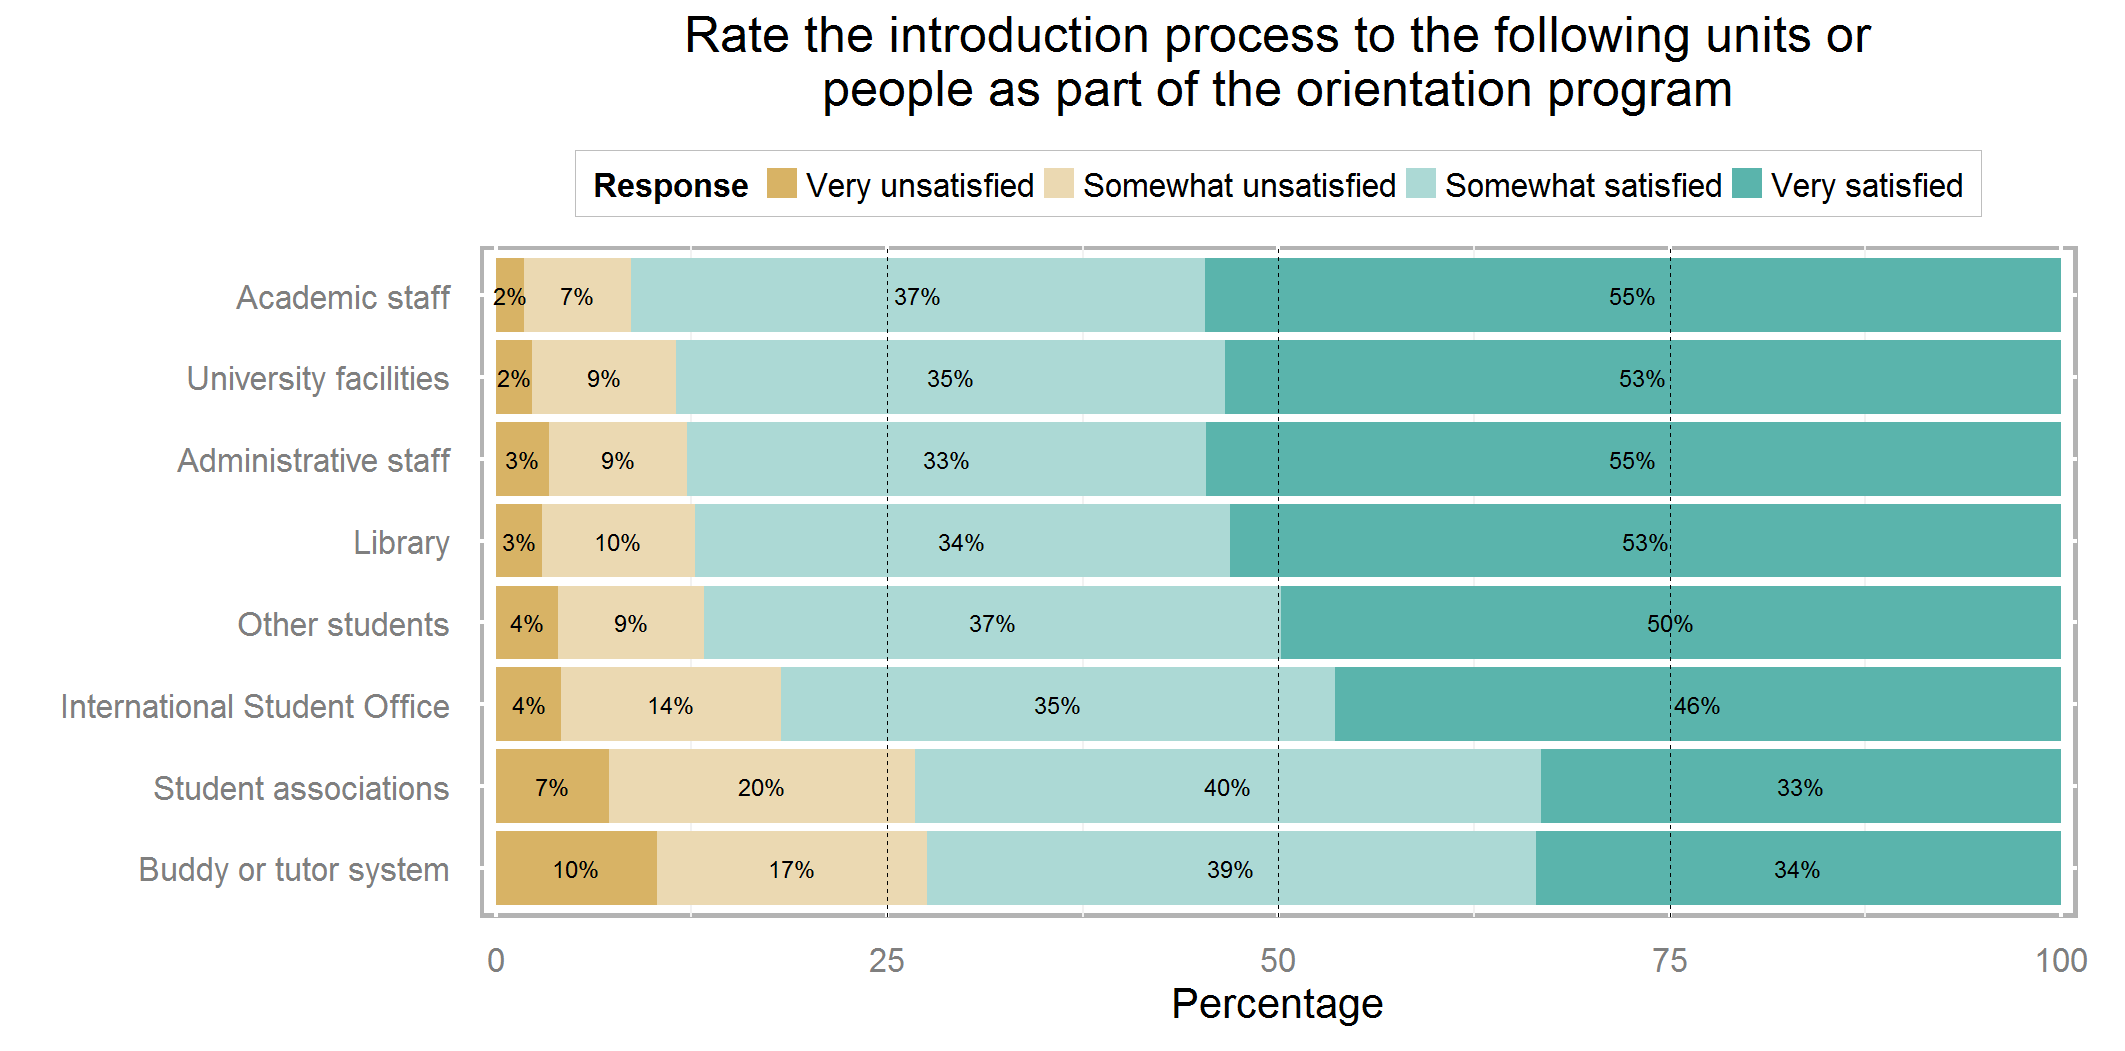 Rate the introduction process to the following units or
people as part of the orientation program
Response Very unsatisfied Somewhat unsatisfied Somewhat satisfied Very satisfied
Academic staff 2% 7% 37% 55%
University facilities 2% 9% 35% 53%
Administrative staff 3% 9% 33% 55%
Library 3% 10% 34% 53%
Other students 4% 9% 37% 50%
International Student Office 4% 14% 35% 46%
Student associations 7% 20% 40% 33%
Buddy or tutor system 10% 17% 39% 34%
0 25 50 75 100
Percentage